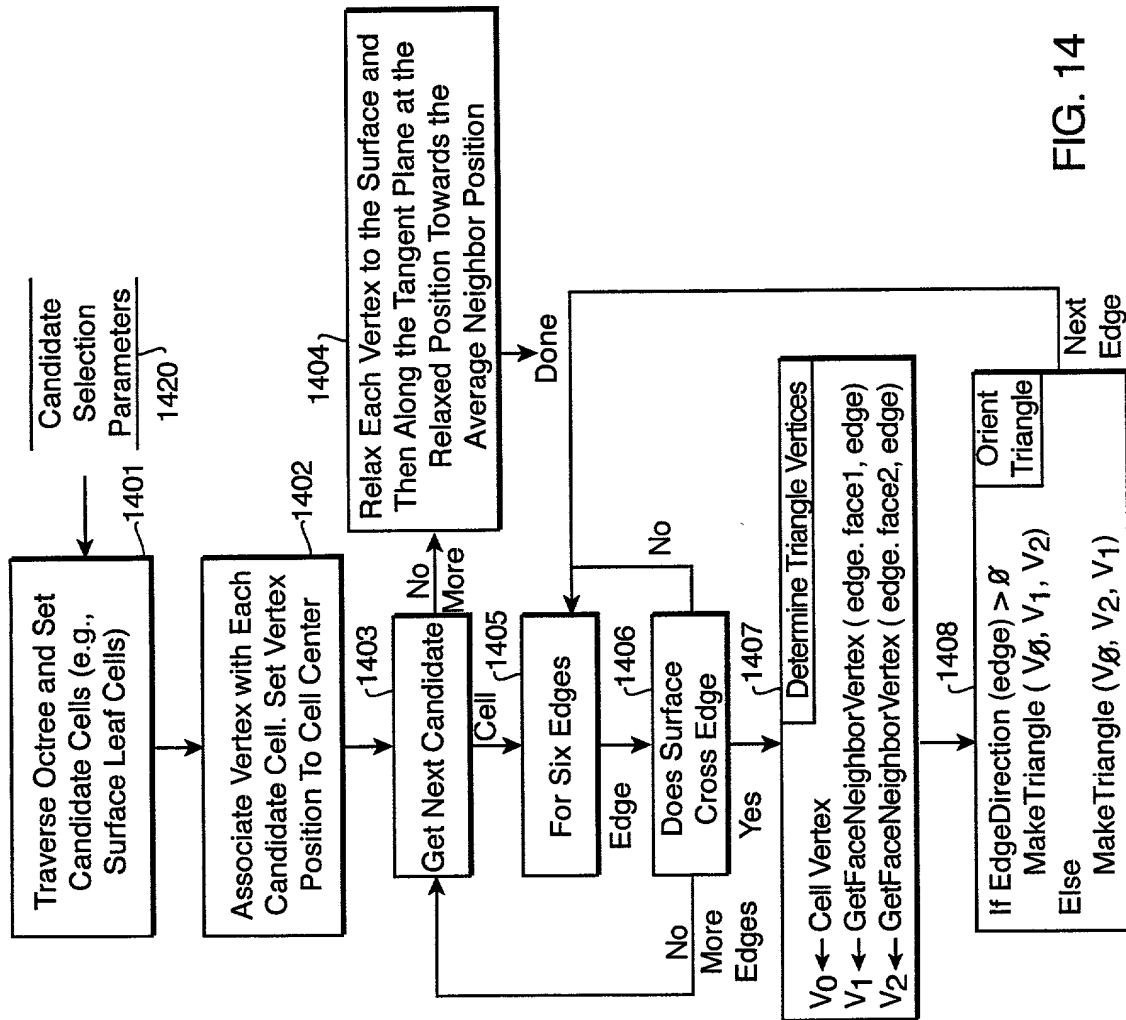 Candidate
Selection
Parameters
1420
Traverse Octree and Set
Candidate Cells (e.g.,
Surface Leaf Cells)
1401
Associate Vertex with Each
Candidate Cell. Set Vertex
Position To Cell Center
1402
1403
Get Next Candidate
No
More
Cell
1404
Relax Each Vertex to the Surface and
Then Along the Tangent Plane at the
Relaxed Position Towards the
Average Neighbor Position
Done
1405
For Six Edges
Edge
1406
Does Surface
Cross Edge
No
No
More
Edges
Yes
1407
Determine Triangle Vertices
V0 ← Cell Vertex
V1 ← GetFaceNeighborVertex ( edge. face1, edge)
V2 ← GetFaceNeighborVertex ( edge. face2, edge)
1408
Orient
Triangle
If EdgeDirection (edge) > Ø
MakeTriangle ( VØ, V1, V2)
Else
MakeTriangle (VØ, V2, V1)
Next
Edge
FIG. 14